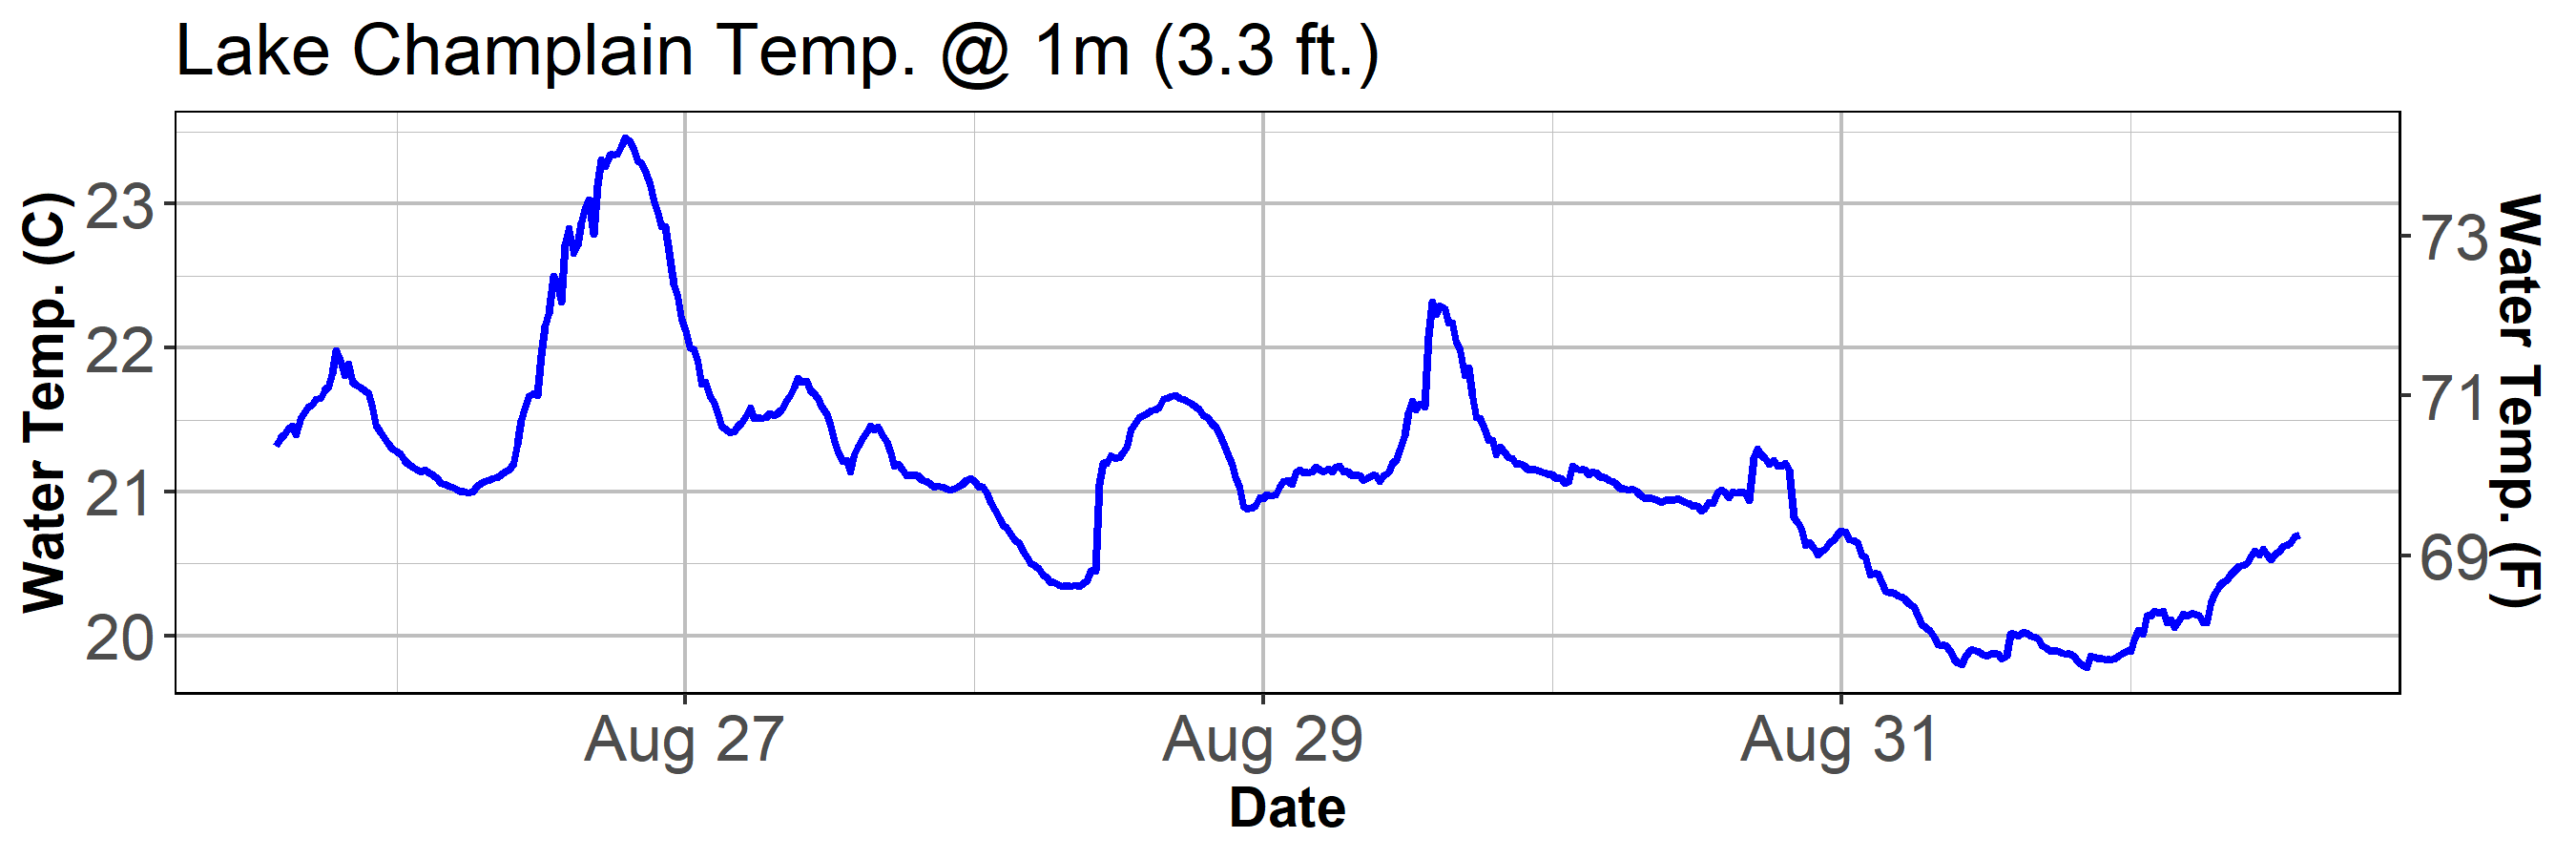 Lake Champlain Temp. @ 1m (3.3 ft.)
Water Temp. (C)
23
22
21
20
73
71
69
Water Temp. (F)
Aug 27
Aug 29
Aug 31
Date